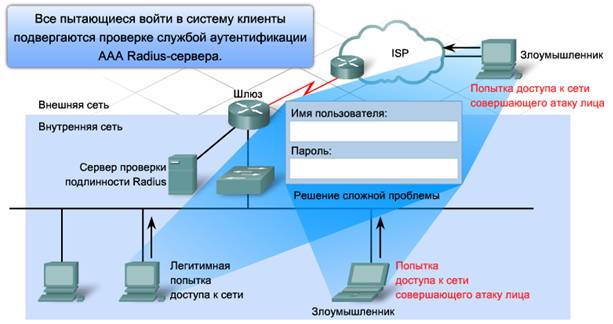 Все пытающиеся войти в систему клиенты
подвергаются проверке службой аутентификации
AAA Radius-сервера.
ISP
Злоумышленник
Попытка доступа к сети
совершающего атаку лица
Шлюз
Внешняя сеть
Внутренняя сеть
Имя пользователя:
Пароль:
Сервер проверки
подлинности Radius
Решение сложной проблемы
Легитимная
попытка
доступа к сети
Попытка
доступа к сети
совершающего атаку лица
Злоумышленник